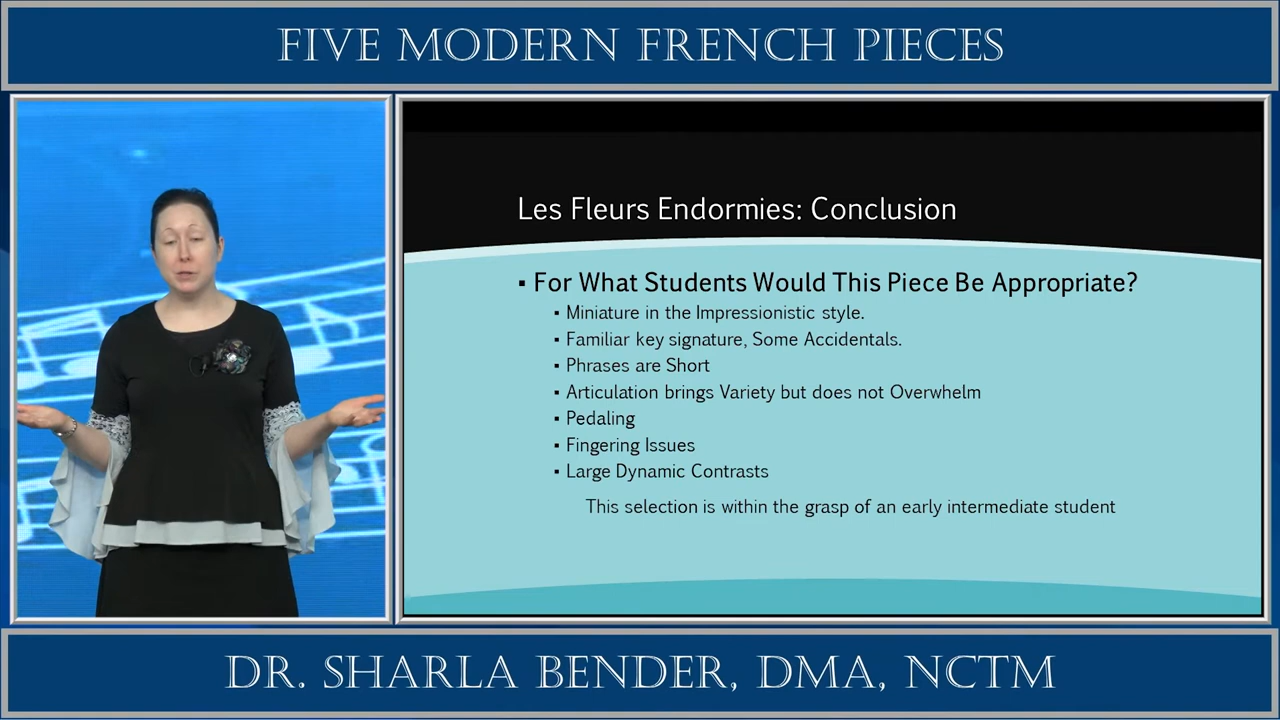 FIVE MODERN FRENCH PIECES
Les Fleurs Endormies: Conclusion
▪ For What Students Would This Piece Be Appropriate?
▪ Miniature in the Impressionistic style.
▪ Familiar key signature, Some Accidentals.
▪ Phrases are Short
▪ Articulation brings Variety but does not Overwhelm
▪ Pedaling
▪ Fingering Issues
▪ Large Dynamic Contrasts
This selection is within the grasp of an early intermediate student
DR. SHARLA BENDER, DMA, NCTM